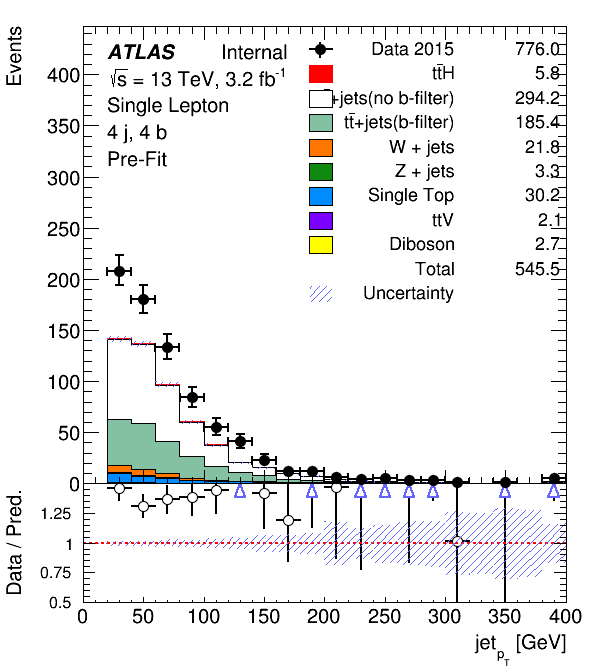 Events
ATLAS Internal
√s = 13 TeV, 3.2 fb⁻¹
Single Lepton
4 j, 4 b
Pre-Fit
Data 2015 776.0
tt̄H 5.8
+jets(no b-filter) 294.2
tt̄+jets(b-filter) 185.4
W + jets 21.8
Z + jets 3.3
Single Top 30.2
ttV 2.1
Diboson 2.7
Total 545.5
Uncertainty
400
350
300
250
200
150
100
50
0
Data / Pred.
1.25
1
0.75
0.5
0 50 100 150 200 250 300 350 400
jet_p_T [GeV]